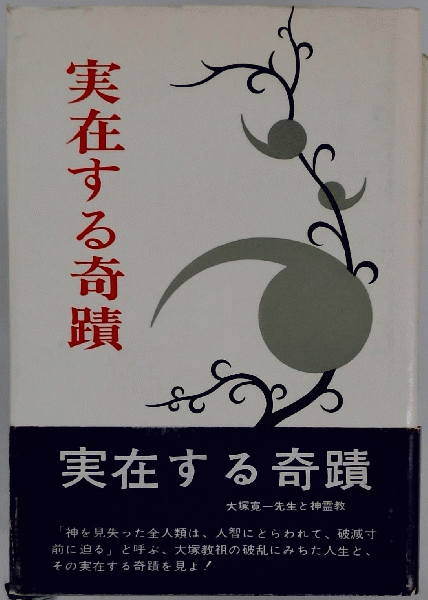 実在する奇蹟
実在する奇蹟
大塚寛一先生と神霊教
「神を見失った全人類は、人智にとらわれて、破滅寸
前に迫る」と呼ぶ、大塚教祖の破乱にみちた人生と、
その実在する奇蹟を見よ!